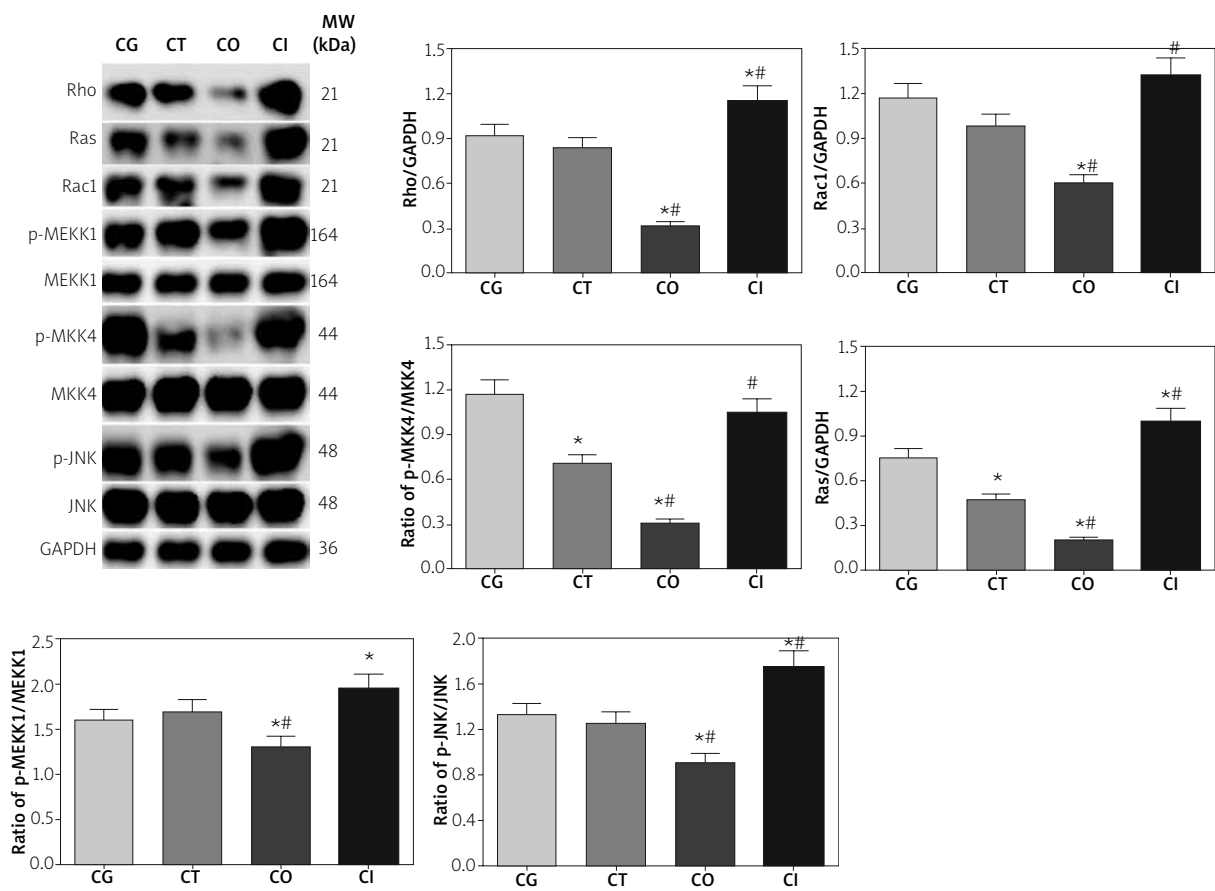 MW
CG CT CO CI (kDa)
Rho 21
Ras 21
Rac1 21
p-MEKK1 164
MEKK1 164
p-MKK4 44
MKK4 44
p-JNK 48
JNK 48
GAPDH 36
Rho/GAPDH
1.5
1.2
0.9
0.6
0.3
0.0
*#
*#
CG CT CO CI
Rac1/GAPDH
1.5
1.2
0.9
0.6
0.3
0.0
*#
#
CG CT CO CI
Ratio of p-MKK4/MKK4
1.5
1.2
0.9
0.6
0.3
0.0
*
*#
#
CG CT CO CI
Ras/GAPDH
1.5
1.2
0.9
0.6
0.3
0.0
*
*#
*#
CG CT CO CI
Ratio of p-MEKK1/MEKK1
2.5
2.0
1.5
1.0
0.5
0.0
*#
*
CG CT CO CI
Ratio of p-JNK/JNK
2.0
1.6
1.2
0.8
0.4
0.0
*#
*#
CG CT CO CI